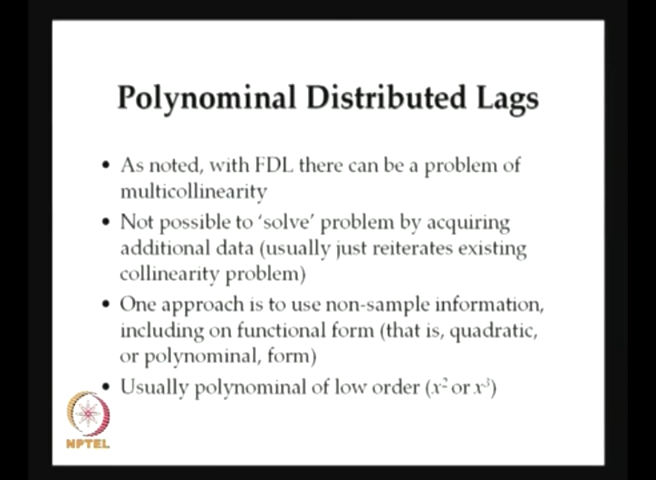 Polynominal Distributed Lags
• As noted, with FDL there can be a problem of
multicollinearity
• Not possible to ‘solve’ problem by acquiring
additional data (usually just reiterates existing
collinearity problem)
• One approach is to use non-sample information,
including on functional form (that is, quadratic,
or polynominal, form)
• Usually polynominal of low order (x² or x³)
NPTEL